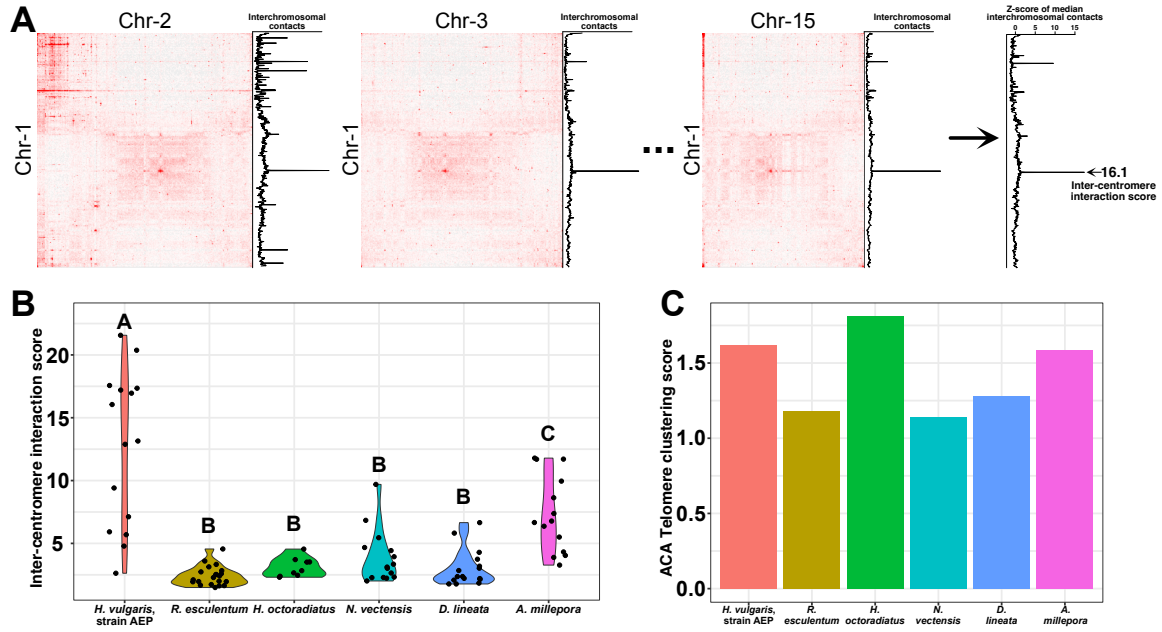 A
Chr-2
Interchromosomal
contacts
Chr-3
Interchromosomal
contacts
Chr-15
Interchromosomal
contacts
Z-score of median
interchromosomal contacts
0 5 10 15
Chr-1
Chr-1
...
Chr-1
16.1
Inter-centromere
interaction score
B
Inter-centromere interaction score
20
15
10
5
A
B
B
B
B
C
H. vulgaris,
strain AEP
R. esculentum
H. octoradiatus
N. vectensis
D. lineata
A. millepora
C
ACA Telomere clustering score
1.5
1.0
0.5
0.0
H. vulgaris,
strain AEP
R.
esculentum
H.
octoradiatus
N.
vectensis
D.
lineata
A.
millepora